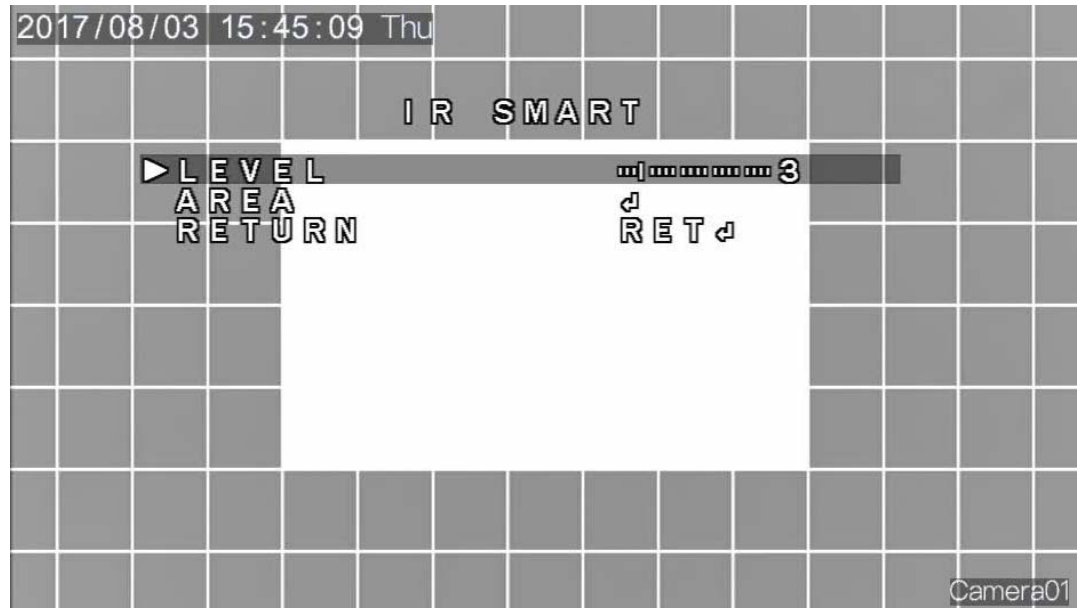 2017/08/03 15:45:09 Thu
IR SMART
LEVEL 3
AREA ↲
RETURN RET↲
Camera01